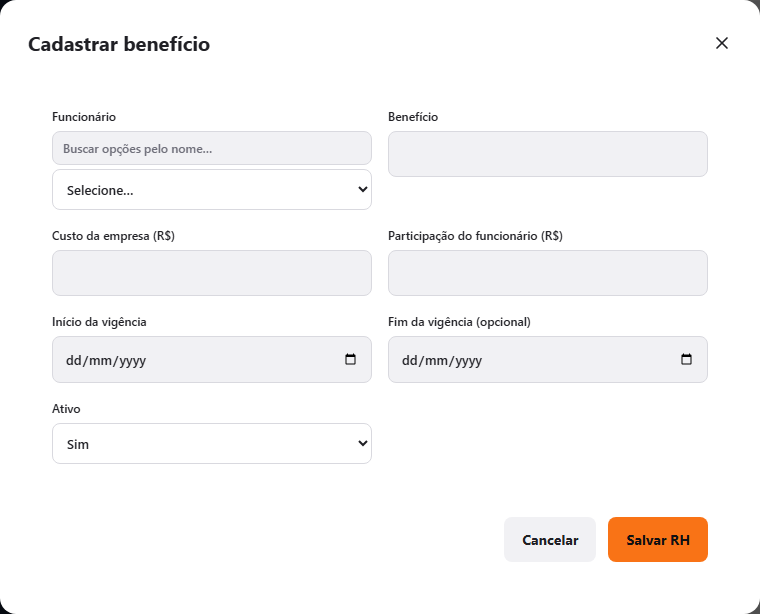 Cadastrar benefício
Funcionário
Benefício
Buscar opções pelo nome...
Selecione...
Custo da empresa (R$)
Participação do funcionário (R$)
Início da vigência
Fim da vigência (opcional)
dd/mm/yyyy
dd/mm/yyyy
Ativo
Sim
Cancelar
Salvar RH